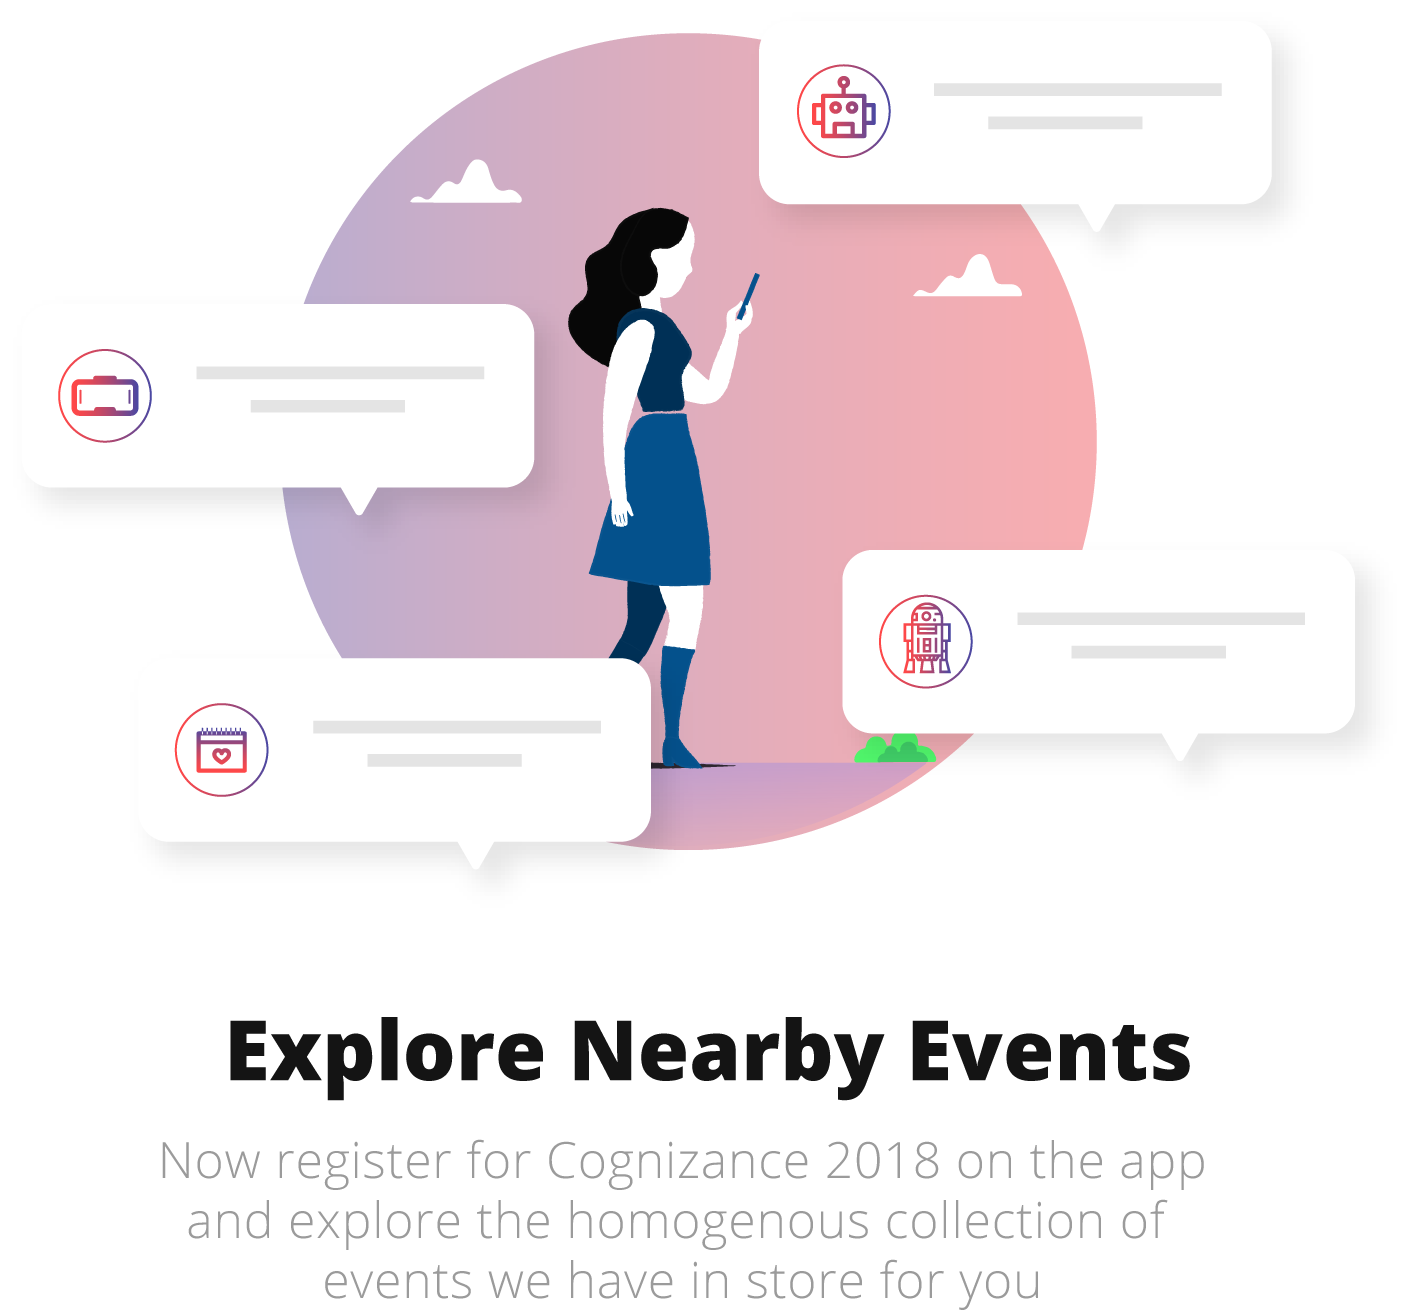 Explore Nearby Events
Now register for Cognizance 2018 on the app
and explore the homogenous collection of
events we have in store for you